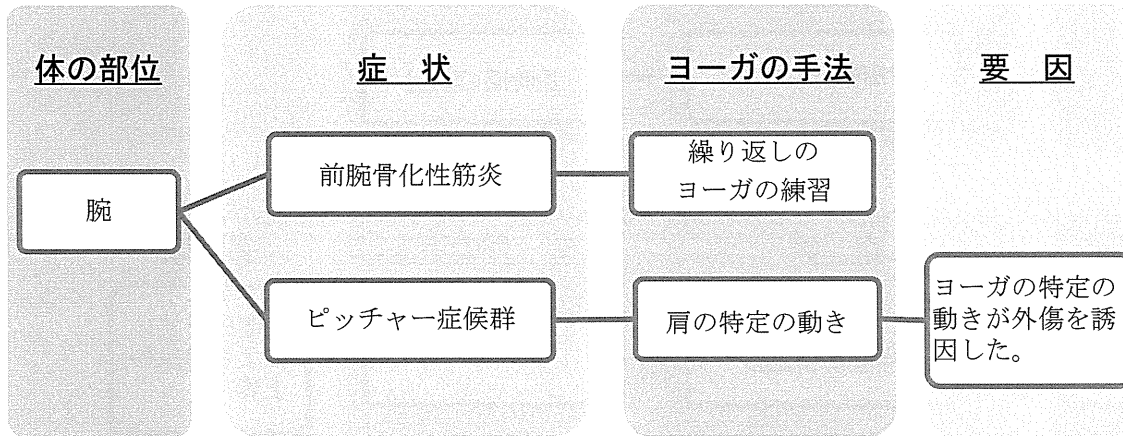 体の部位
症 状
ヨーガの手法
要 因
腕
前腕骨化性筋炎
繰り返しの
ヨーガの練習
ピッチャー症候群
肩の特定の動き
ヨーガの特定の
動きが外傷を誘
因した。